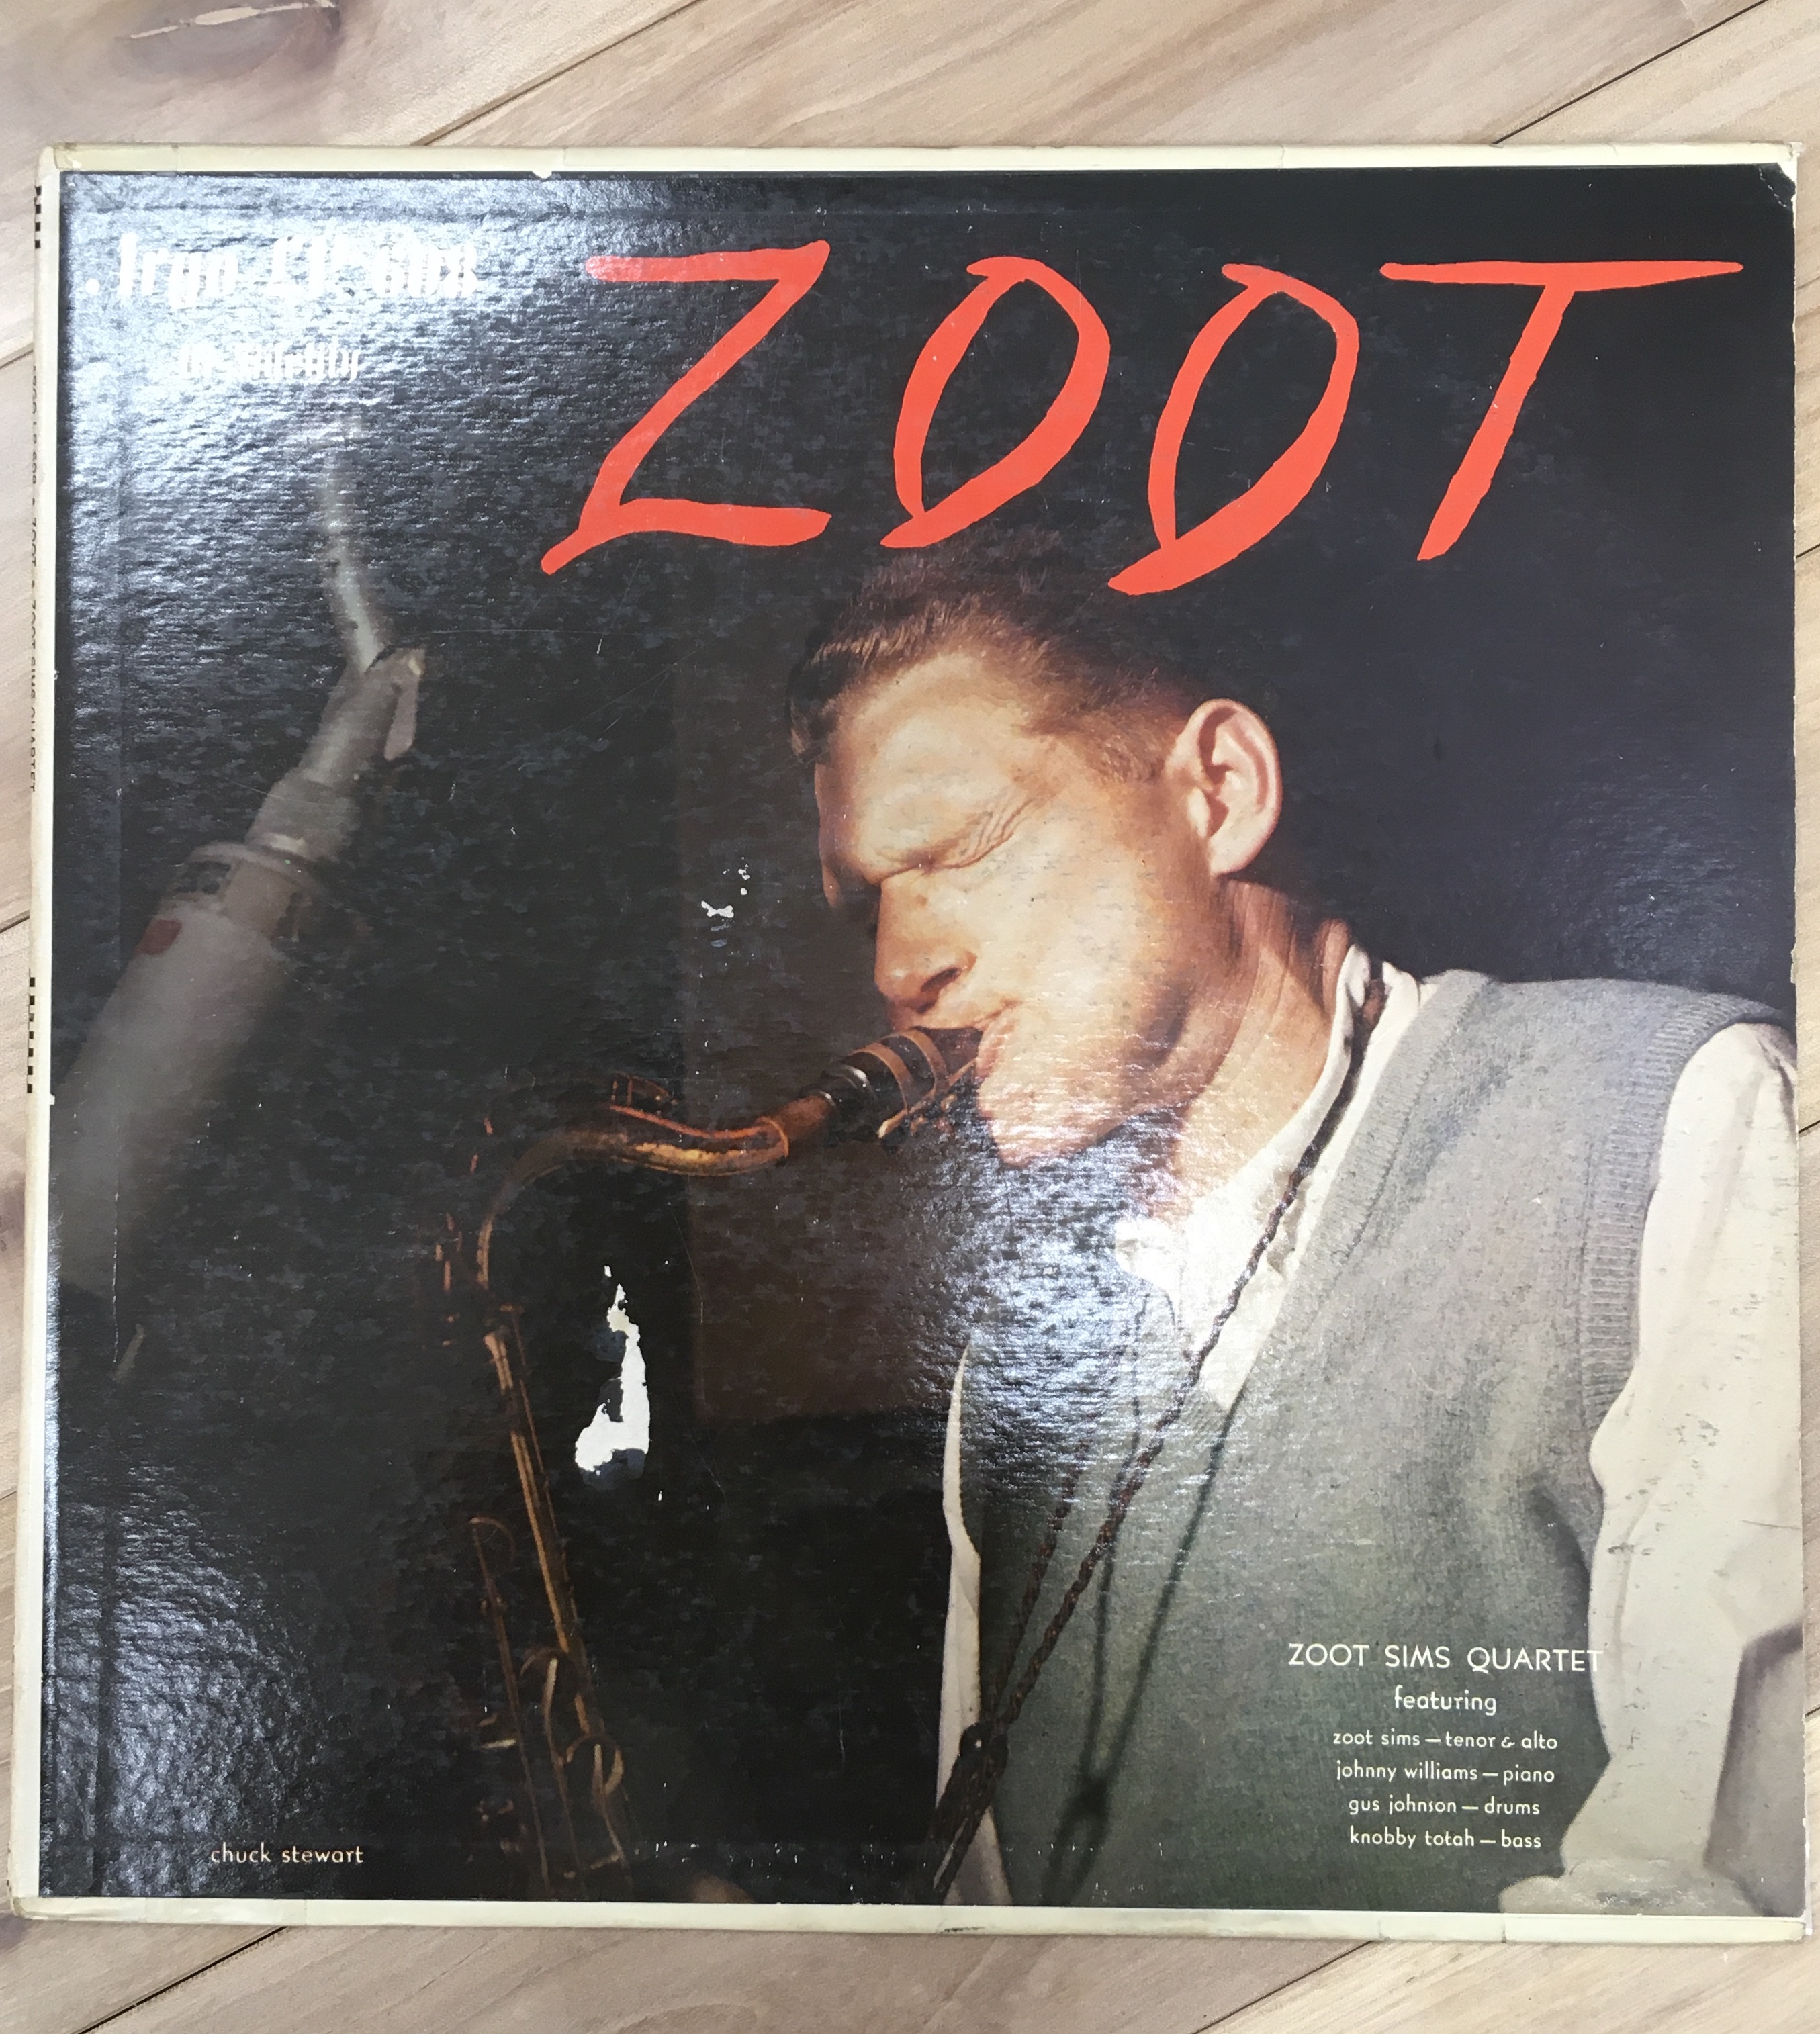 ZOOT
ZOOT SIMS QUARTET
featuring
zoot sims — tenor & alto
johnny williams — piano
gus johnson — drums
knobby totah — bass
chuck stewart